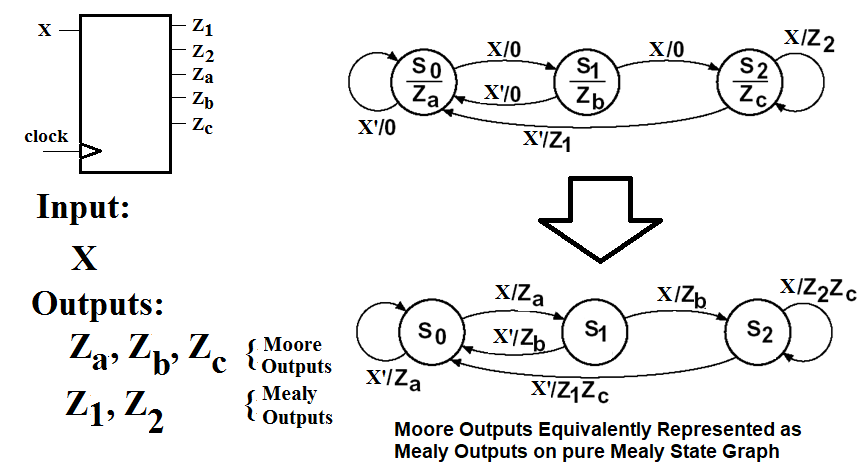 X
clock
Z1
Z2
Za
Zb
Zc
Input:
X
Outputs:
Za, Zb, Zc { Moore Outputs
Z1, Z2 { Mealy Outputs
S0
Za
S1
Zb
S2
Zc
X/0
X/0
X/Z2
X'/0
X'/0
X'/Z1
S0
S1
S2
X/Za
X/Zb
X/Z2Zc
X'/Zb
X'/Za
X'/Z1Zc
Moore Outputs Equivalently Represented as
Mealy Outputs on pure Mealy State Graph